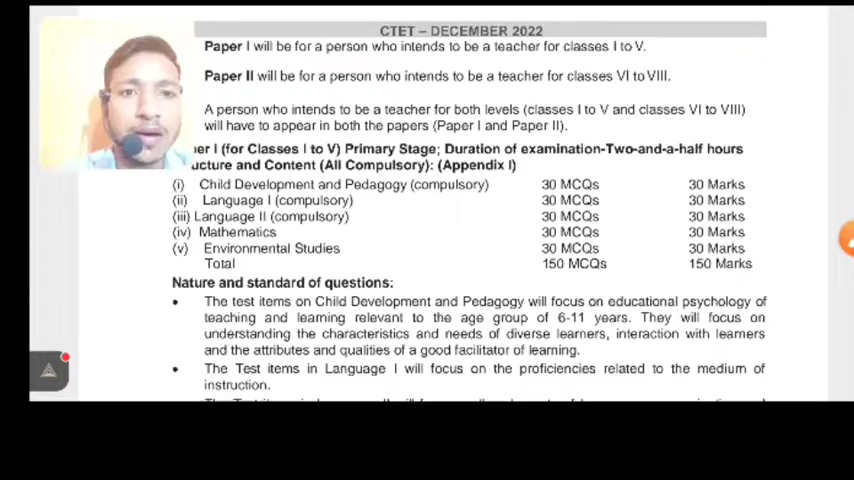 CTET – DECEMBER 2022
Paper I will be for a person who intends to be a teacher for classes I to V.
Paper II will be for a person who intends to be a teacher for classes VI to VIII.
A person who intends to be a teacher for both levels (classes I to V and classes VI to VIII)
will have to appear in both the papers (Paper I and Paper II).
er I (for Classes I to V) Primary Stage; Duration of examination-Two-and-a-half hours
ucture and Content (All Compulsory): (Appendix I)
(i) Child Development and Pedagogy (compulsory) 30 MCQs 30 Marks
(ii) Language I (compulsory) 30 MCQs 30 Marks
(iii) Language II (compulsory) 30 MCQs 30 Marks
(iv) Mathematics 30 MCQs 30 Marks
(v) Environmental Studies 30 MCQs 30 Marks
Total 150 MCQs 150 Marks
Nature and standard of questions:
• The test items on Child Development and Pedagogy will focus on educational psychology of
teaching and learning relevant to the age group of 6-11 years. They will focus on
understanding the characteristics and needs of diverse learners, interaction with learners
and the attributes and qualities of a good facilitator of learning.
• The Test items in Language I will focus on the proficiencies related to the medium of
instruction.